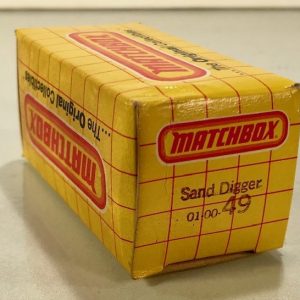 MATCHBOX
Sand Digger
01-00-49
MATCHBOX
...The Original Collectibles
MATCHBOX
...The Original Collectibles